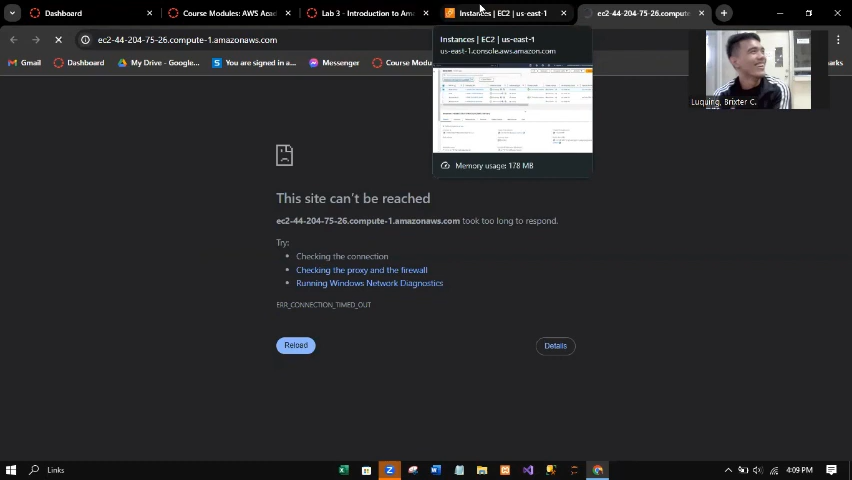 Dashboard
Course Modules: AWS Aca
Lab 3 - Introduction to Am
Instances | EC2 | us-east-1
ec2-44-204-75-26.compute-1
ec2-44-204-75-26.compute-1.amazonaws.com
Instances | EC2 | us-east-1
us-east-1.console.aws.amazon.com
Gmail
Dashboard
My Drive - Google...
You are signed in a...
Messenger
Course Modu
marks
Luquing, Brixter C.
Memory usage: 178 MB
This site can't be reached
ec2-44-204-75-26.compute-1.amazonaws.com took too long to respond.
Try:
• Checking the connection
• Checking the proxy and the firewall
• Running Windows Network Diagnostics
ERR_CONNECTION_TIMED_OUT
Reload
Details
Links
4:09 PM